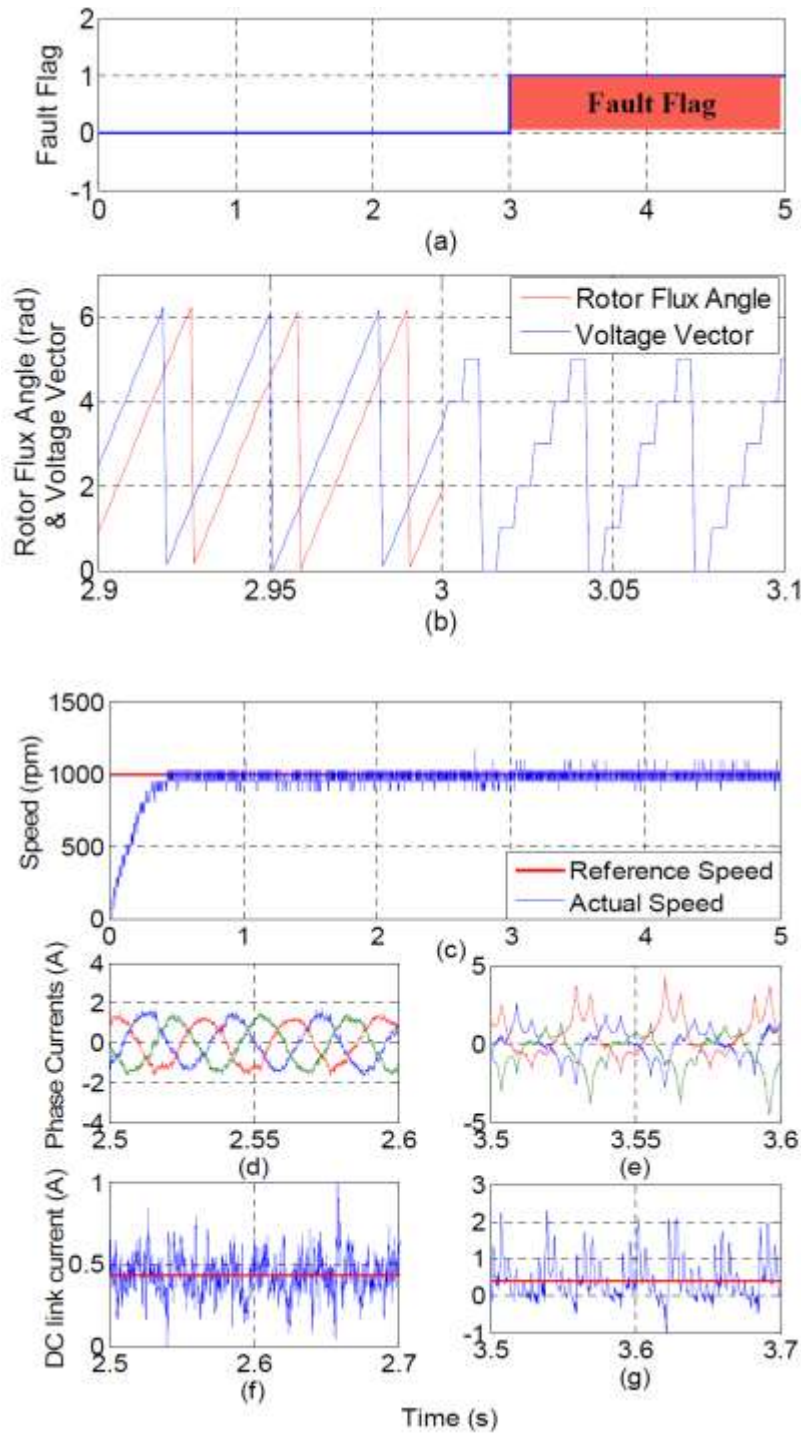 Fault Flag
2
1
0
-1
Fault Flag
0 1 2 3 4 5
(a)
Rotor Flux Angle (rad)
& Voltage Vector
6
4
2
0
Rotor Flux Angle
Voltage Vector
2.9 2.95 3 3.05 3.1
(b)
Speed (rpm)
1500
1000
500
0
Reference Speed
Actual Speed
0 1 2 3 4 5
(c)
Phase Currents (A)
4
2
0
-2
-4
2.5 2.55 2.6
(d)
5
0
-5
3.5 3.55 3.6
(e)
DC link current (A)
1
0.5
0
2.5 2.6 2.7
(f)
3
2
1
0
-1
3.5 3.6 3.7
(g)
Time (s)